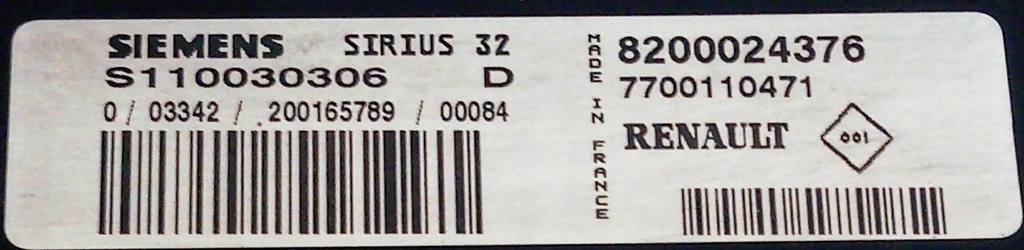 SIEMENS SIRIUS 32
S110030306 D
0 / 03342 / 200165789 / 00084
MADE IN FRANCE
8200024376
7700110471
RENAULT 001